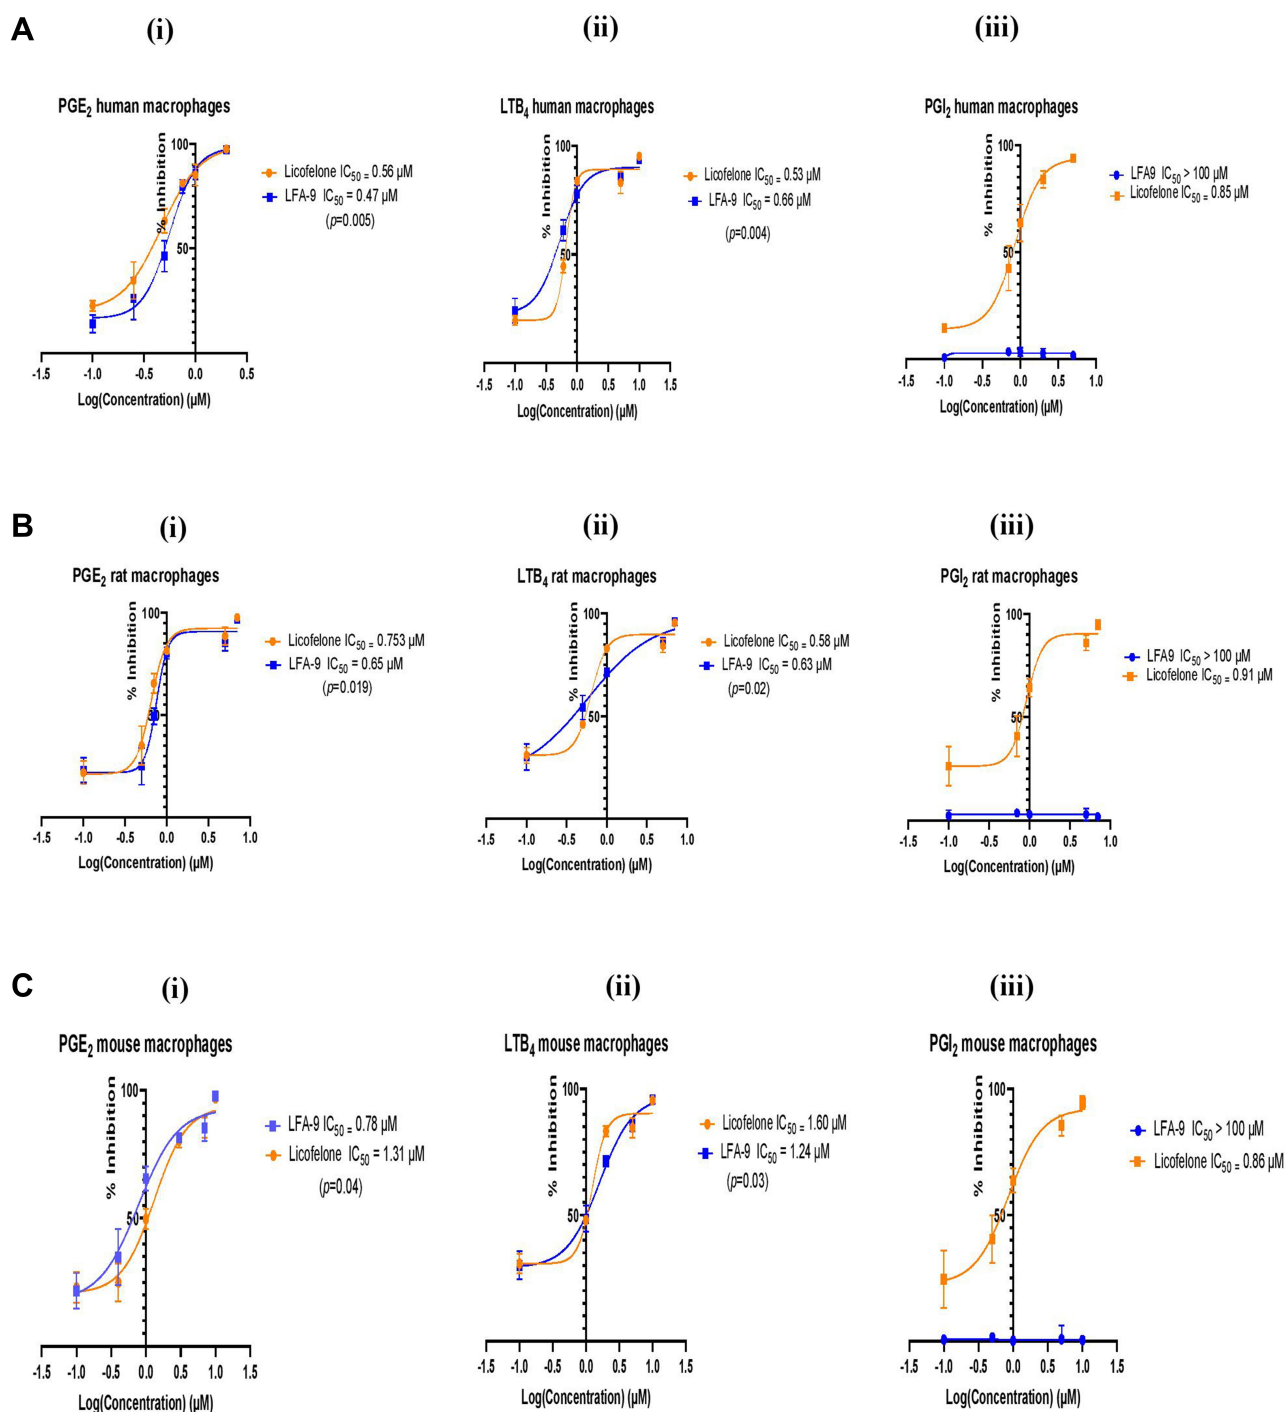 A
(i)
(ii)
(iii)
PGE2 human macrophages
% Inhibition
100
50
-1.5 -1.0 -0.5 0.0 0.5
Log(Concentration) (µM)
Licofelone IC50 = 0.56 µM
LFA-9 IC50 = 0.47 µM
(p=0.005)
LTB4 human macrophages
% Inhibition
100
50
-1.5 -1.0 -0.5 0.0 0.5 1.0 1.5
Log(Concentration) (µM)
Licofelone IC50 = 0.53 µM
LFA-9 IC50 = 0.66 µM
(p=0.004)
PGI2 human macrophages
% Inhibition
100
50
-1.5 -1.0 -0.5 0.0 0.5 1.0
Log(Concentration) (µM)
LFA9 IC50 > 100 µM
Licofelone IC50 = 0.85 µM
B
(i)
(ii)
(iii)
PGE2 rat macrophages
% Inhibition
100
50
-1.5 -1.0 -0.5 0.0 0.5 1.0
Log(Concentration) (µM)
Licofelone IC50 = 0.753 µM
LFA-9 IC50 = 0.65 µM
(p=0.019)
LTB4 rat macrophages
% Inhibition
100
50
-1.5 -1.0 -0.5 0.0 0.5 1.0
Log(Concentration) (µM)
Licofelone IC50 = 0.58 µM
LFA-9 IC50 = 0.63 µM
(p=0.02)
PGI2 rat macrophages
% Inhibition
100
50
-1.5 -1.0 -0.5 0.0 0.5 1.0
Log(Concentration) (µM)
LFA9 IC50 > 100 µM
Licofelone IC50 = 0.91 µM
C
(i)
(ii)
(iii)
PGE2 mouse macrophages
% Inhibition
100
50
-1.5 -1.0 -0.5 0.0 0.5 1.0 1.5
Log(Concentration) (µM)
LFA-9 IC50 = 0.78 µM
Licofelone IC50 = 1.31 µM
(p=0.04)
LTB4 mouse macrophages
% Inhibition
100
50
-1.5 -1.0 -0.5 0.0 0.5 1.0 1.5
Log(Concentration) (µM)
Licofelone IC50 = 1.60 µM
LFA-9 IC50 = 1.24 µM
(p=0.03)
PGI2 mouse macrophages
% Inhibition
100
50
-1.5 -1.0 -0.5 0.0 0.5 1.0 1.5
Log(Concentration) (µM)
LFA-9 IC50 > 100 µM
Licofelone IC50 = 0.86 µM